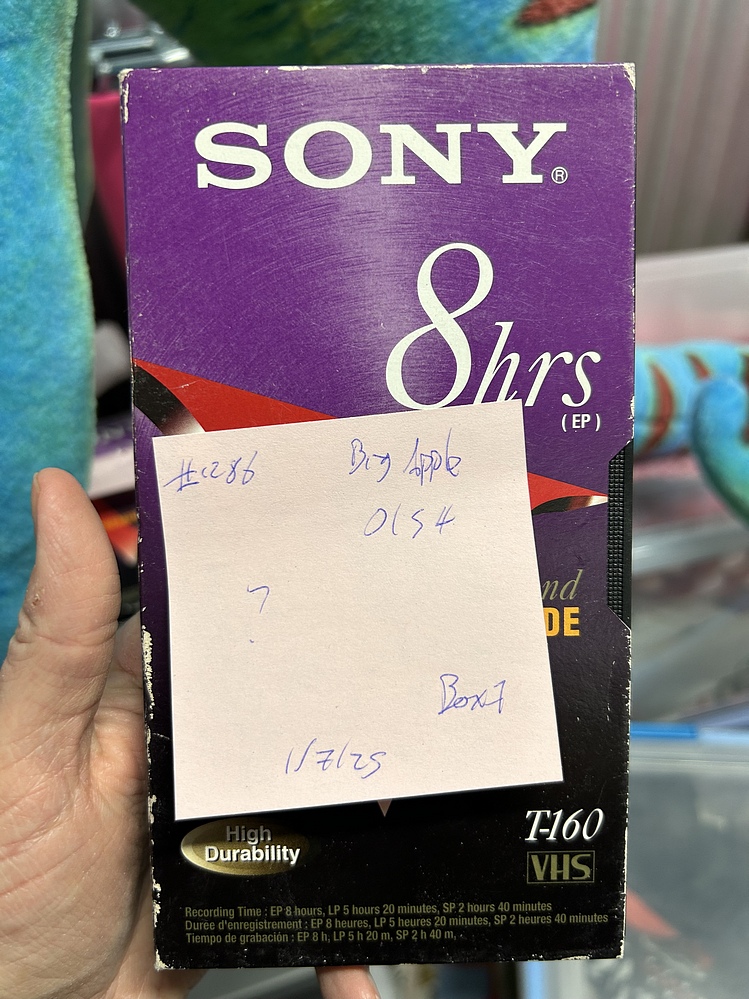 SONY®
8hrs
(EP)
#1286 Big Apple
0154
?
Box 7
1/7/25
nd
DE
High
Durability
T-160
VHS
Recording Time : EP 8 hours, LP 5 hours 20 minutes, SP 2 hours 40 minutes
Durée d'enregistrement : EP 8 heures, LP 5 heures 20 minutes, SP 2 heures 40 minutes
Tiempo de grabación : EP 8 h, LP 5 h 20 m, SP 2 h 40 m,